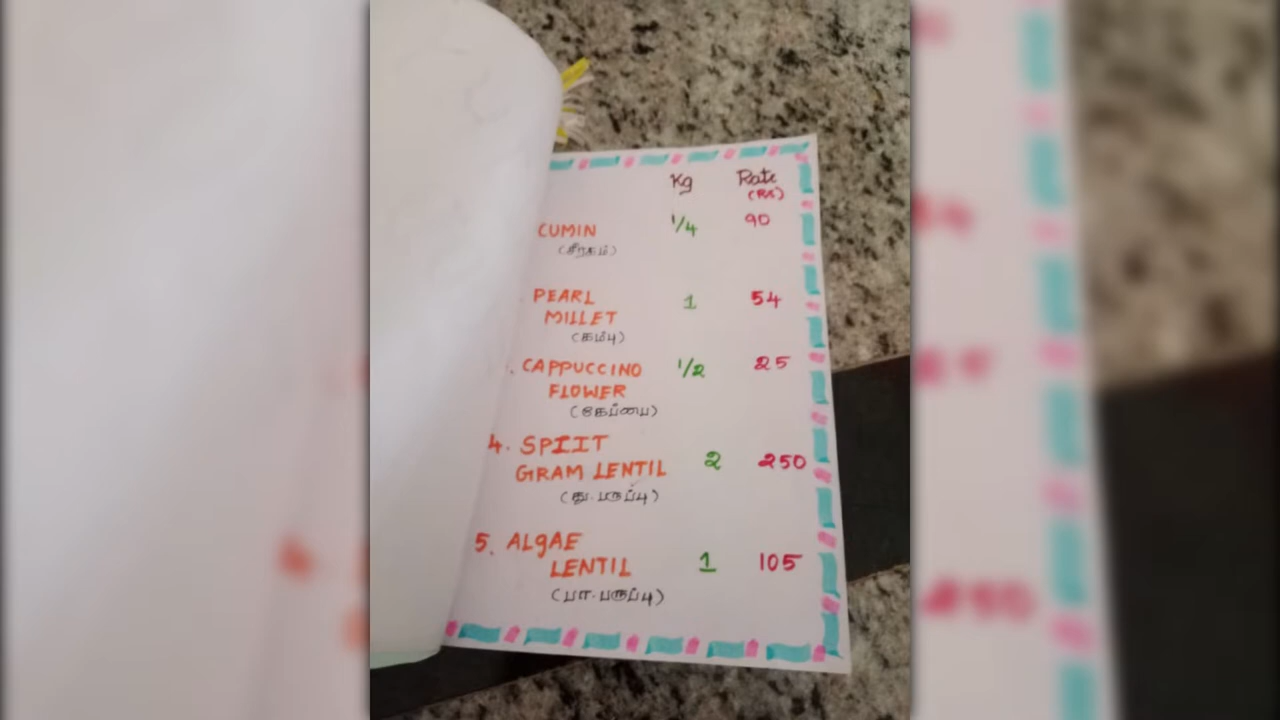 Kg Rate
(Rs)
CUMIN 1/4 90
(சீரகம்)
PEARL 1 54
MILLET
(கம்பு)
. CAPPUCCINO 1/2 25
FLOWER
(கேப்பை)
4. SPIIT
GRAM LENTIL 2 250
(து.பருப்பு)
5. ALgAE
LENTIL 1 105
(பா.பருப்பு)